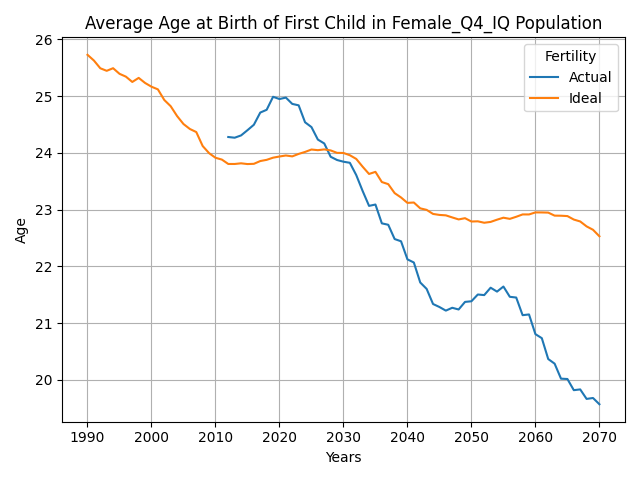 Average Age at Birth of First Child in Female_Q4_IQ Population
26
25
24
23
22
21
20
Age
Fertility
Actual
Ideal
1990 2000 2010 2020 2030 2040 2050 2060 2070
Years